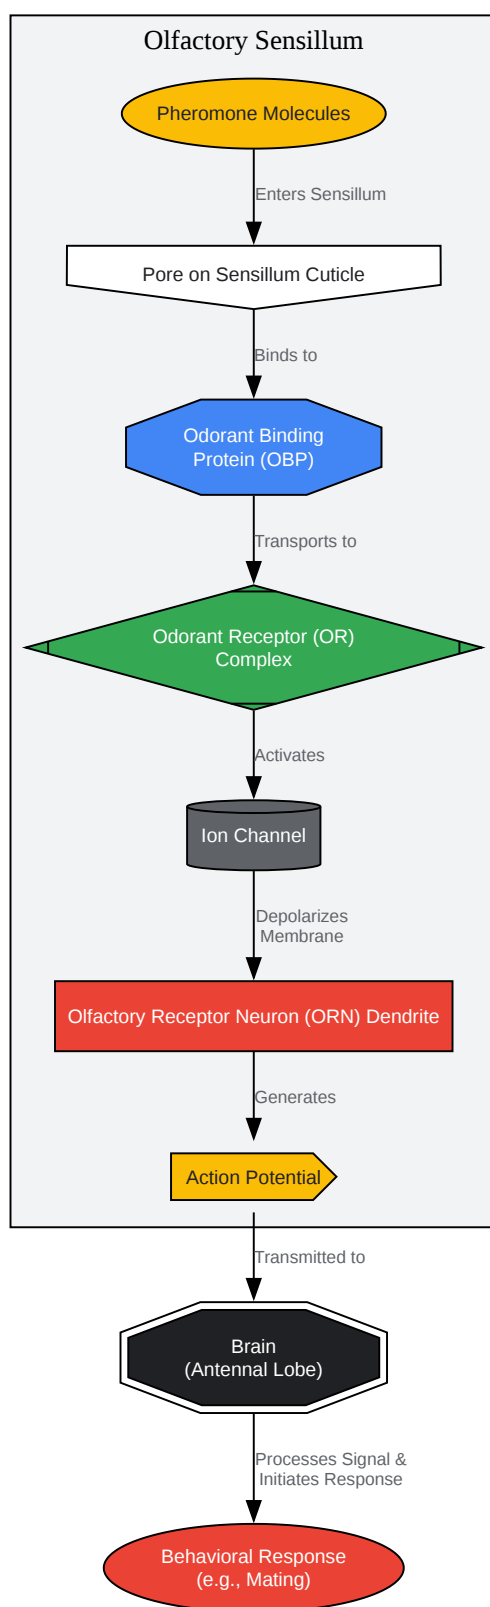 Olfactory Sensillum
Pheromone Molecules
Enters Sensillum
Pore on Sensillum Cuticle
Binds to
Odorant Binding
Protein (OBP)
Transports to
Odorant Receptor (OR)
Complex
Activates
Ion Channel
Depolarizes
Membrane
Olfactory Receptor Neuron (ORN) Dendrite
Generates
Action Potential
Transmitted to
Brain
(Antennal Lobe)
Processes Signal &
Initiates Response
Behavioral Response
(e.g., Mating)